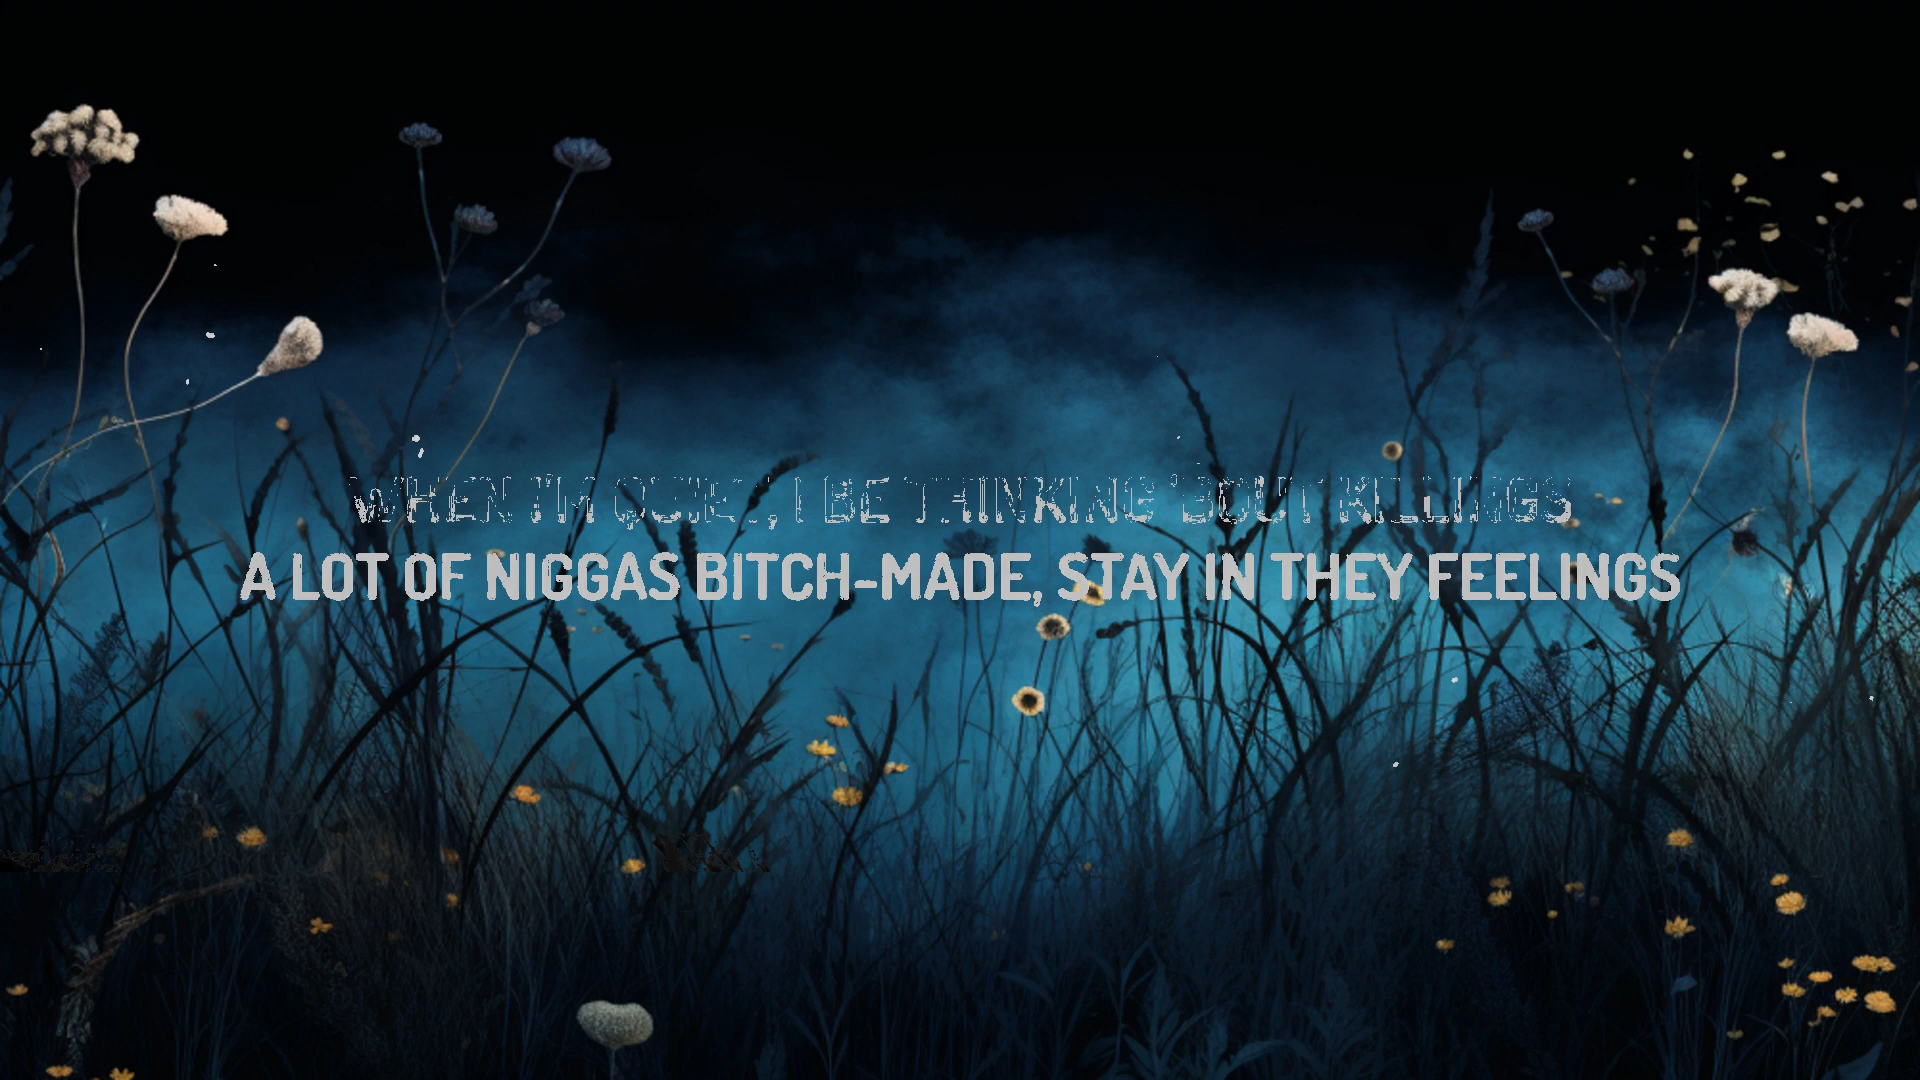 WHEN I'M QUIET, I BE THINKING 'BOUT KILLINGS
A LOT OF NIGGAS BITCH-MADE, STAY IN THEY FEELINGS